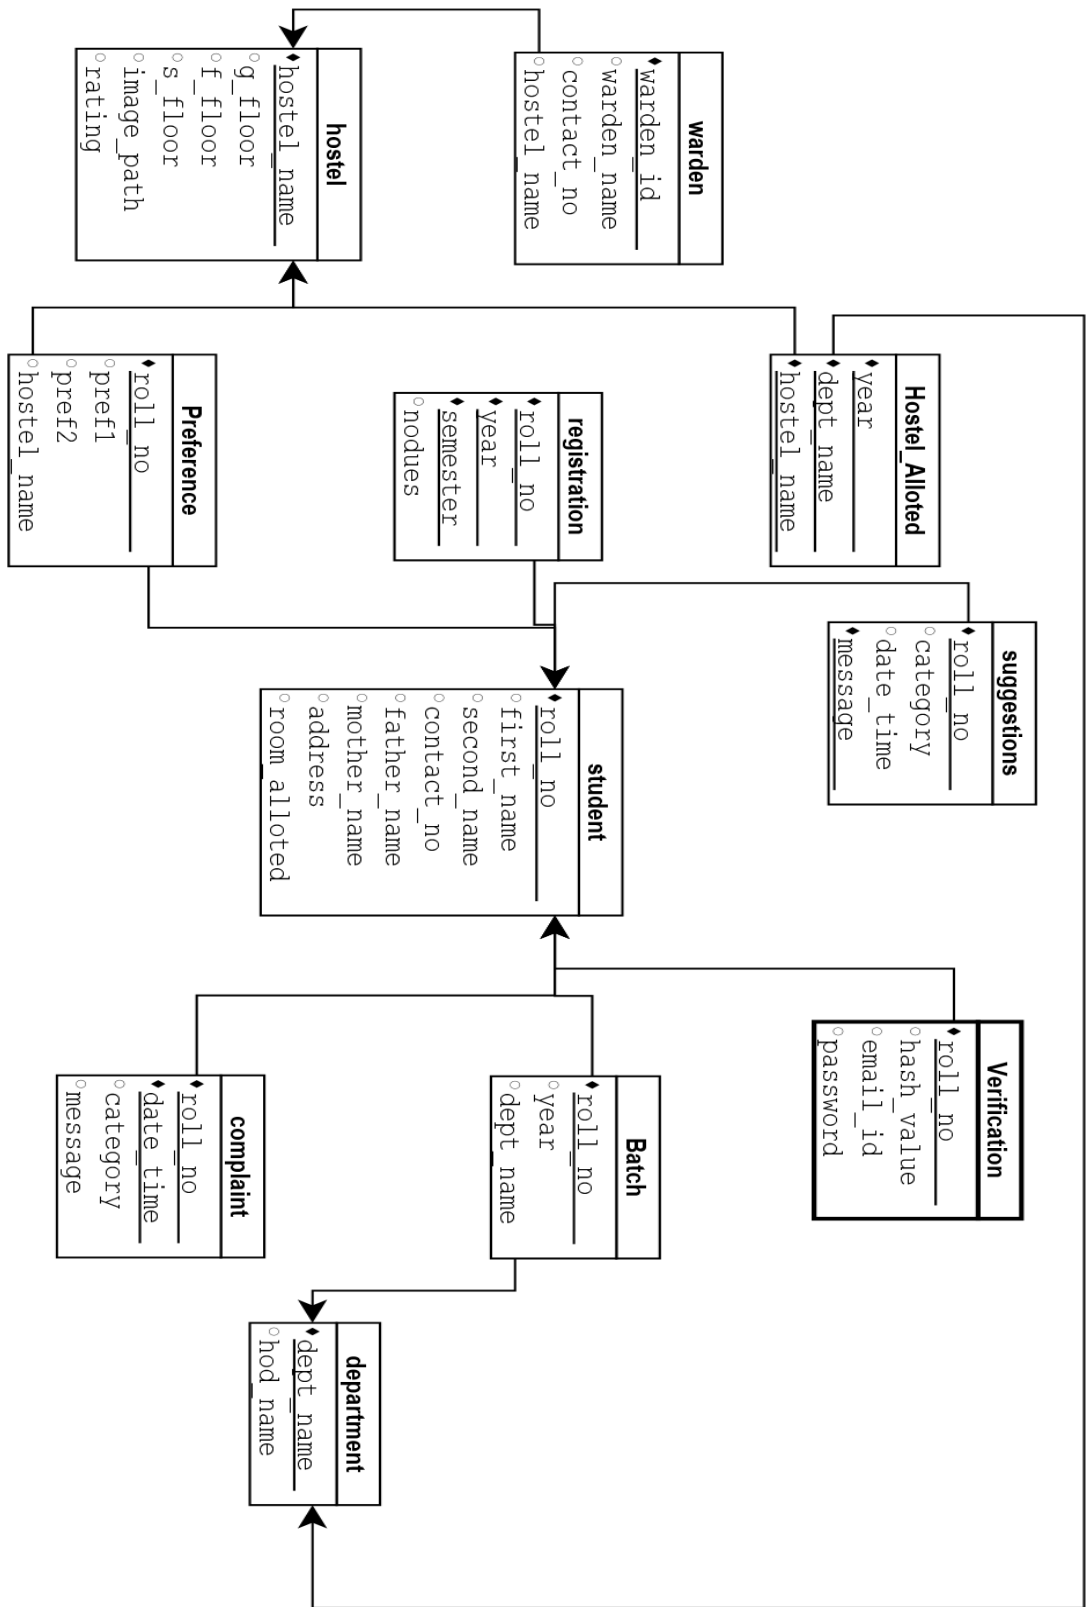 warden
warden_id
warden_name
contact_no
hostel_name
hostel
hostel_name
g_floor
f_floor
s_floor
image_path
rating
Hostel_Alloted
year
dept_name
hostel_name
registration
roll_no
year
semester
nodues
Preference
roll_no
pref1
pref2
hostel_name
suggestions
roll_no
category
date_time
message
student
roll_no
first_name
second_name
contact_no
father_name
mother_name
address
room_alloted
Verification
roll_no
hash_value
email_id
password
Batch
roll_no
year
dept_name
complaint
roll_no
date_time
category
message
department
dept_name
hod_name